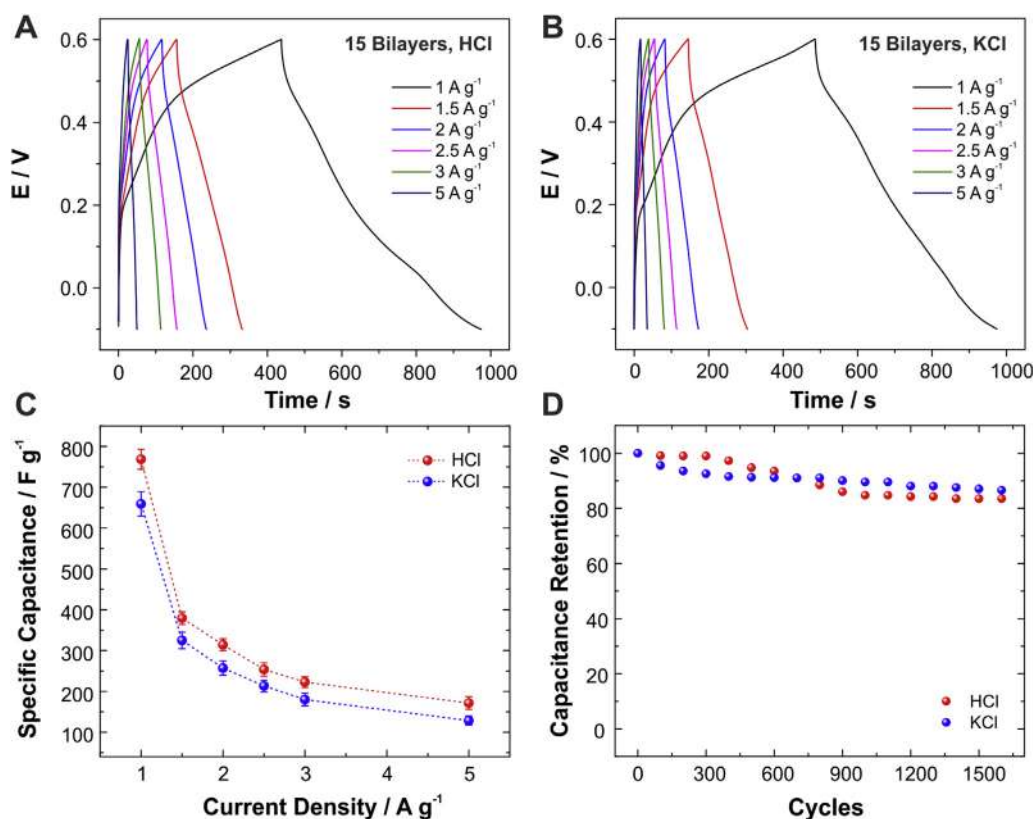 A
15 Bilayers, HCl
1 A g⁻¹
1.5 A g⁻¹
2 A g⁻¹
2.5 A g⁻¹
3 A g⁻¹
5 A g⁻¹
E / V
0.6
0.4
0.2
0.0
0 200 400 600 800 1000
Time / s
B
15 Bilayers, KCl
1 A g⁻¹
1.5 A g⁻¹
2 A g⁻¹
2.5 A g⁻¹
3 A g⁻¹
5 A g⁻¹
E / V
0.6
0.4
0.2
0.0
0 200 400 600 800 1000
Time / s
C
HCl
KCl
Specific Capacitance / F g⁻¹
800
700
600
500
400
300
200
100
1 2 3 4 5
Current Density / A g⁻¹
D
Capacitance Retention / %
100
80
60
40
20
0
HCl
KCl
0 300 600 900 1200 1500
Cycles